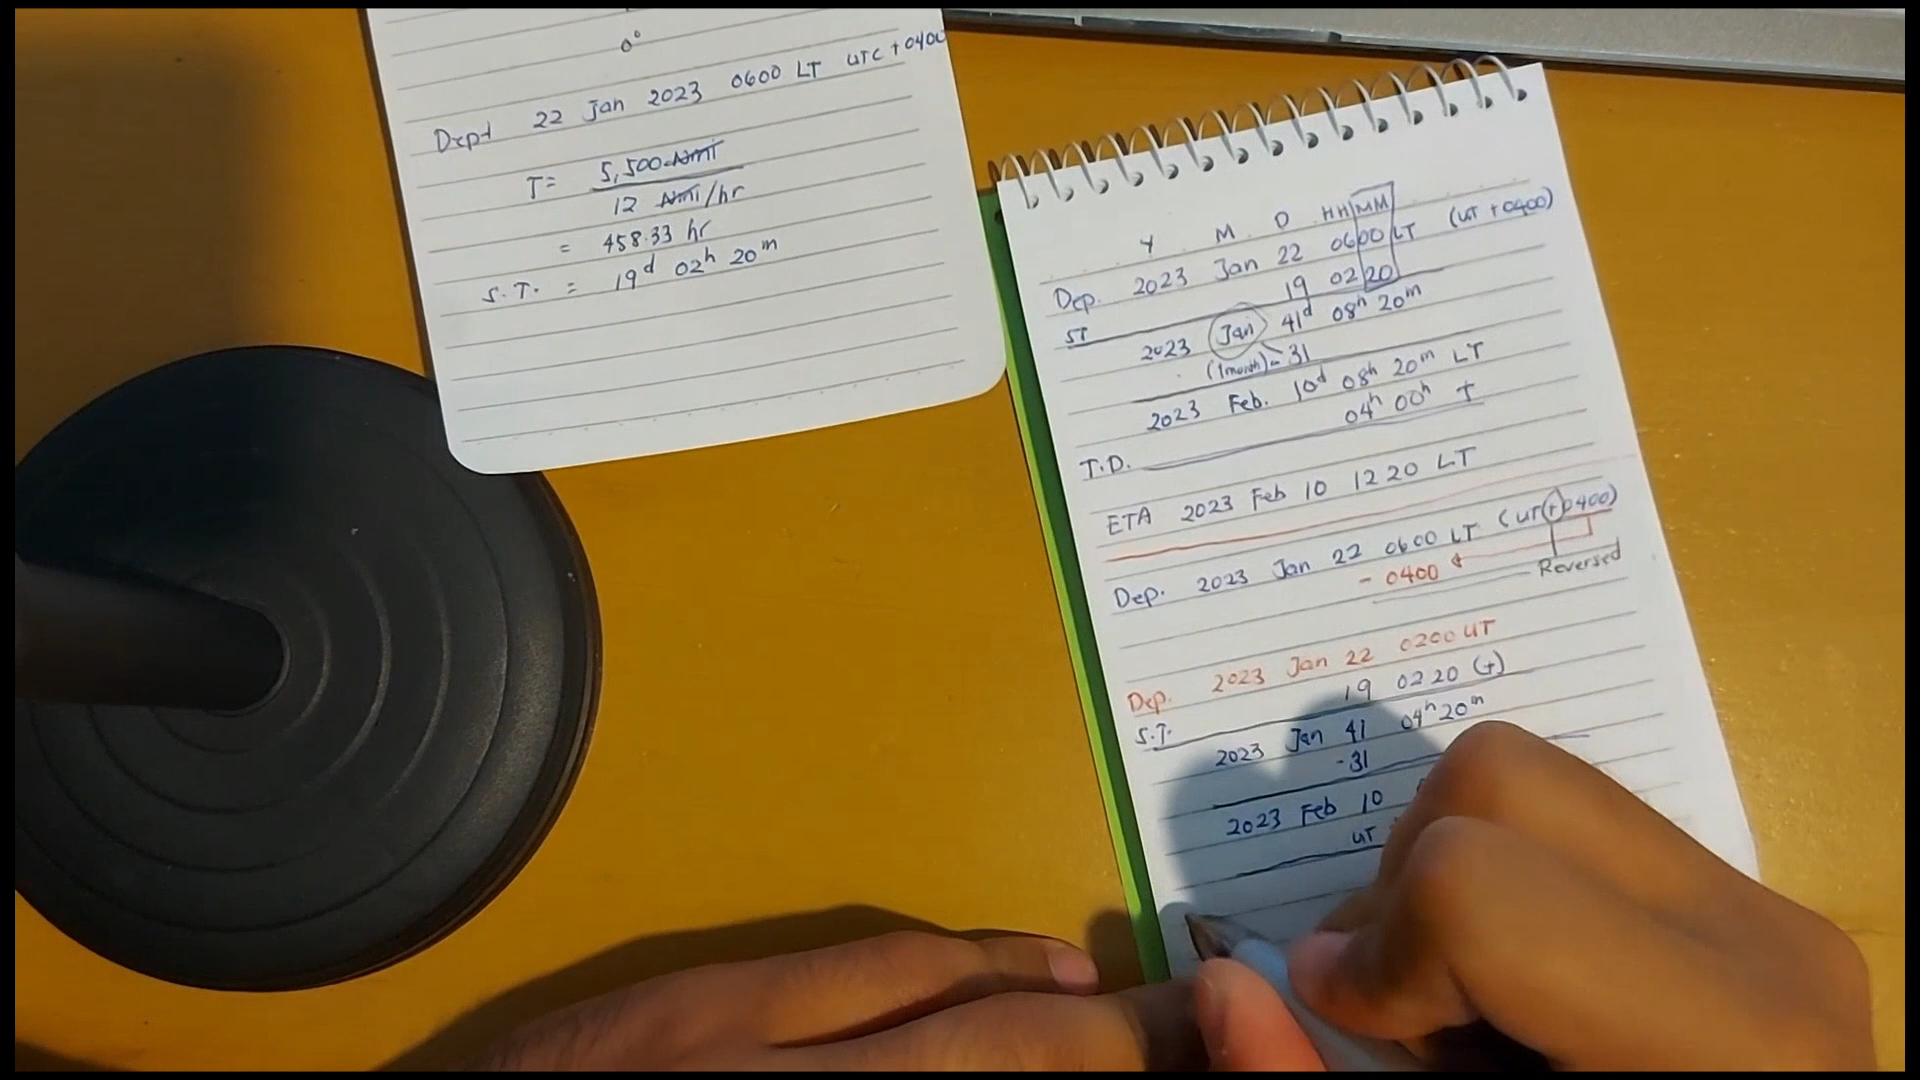 0°
Dept 22 Jan 2023 0600 LT UTC +0400
T= 5,500 NMI
12 NMI/hr
= 458.33 hr
S.T. = 19d 02h 20m
Y M D HH MM
Dep. 2023 Jan 22 0600 LT (UT +0400)
ST 19 02 20
2023 Jan 41d 08h 20m
(1month) - 31
2023 Feb. 10d 08h 20m LT
T.D. 04h 00h +
ETA 2023 Feb 10 1220 LT
Dep. 2023 Jan 22 0600 LT (UT(+)0400)
- 0400
Reversed
Dep. 2023 Jan 22 0200 UT
S.T. 19 02 20 (+)
2023 Jan 41 04h 20m
-31
2023 Feb 10
UT